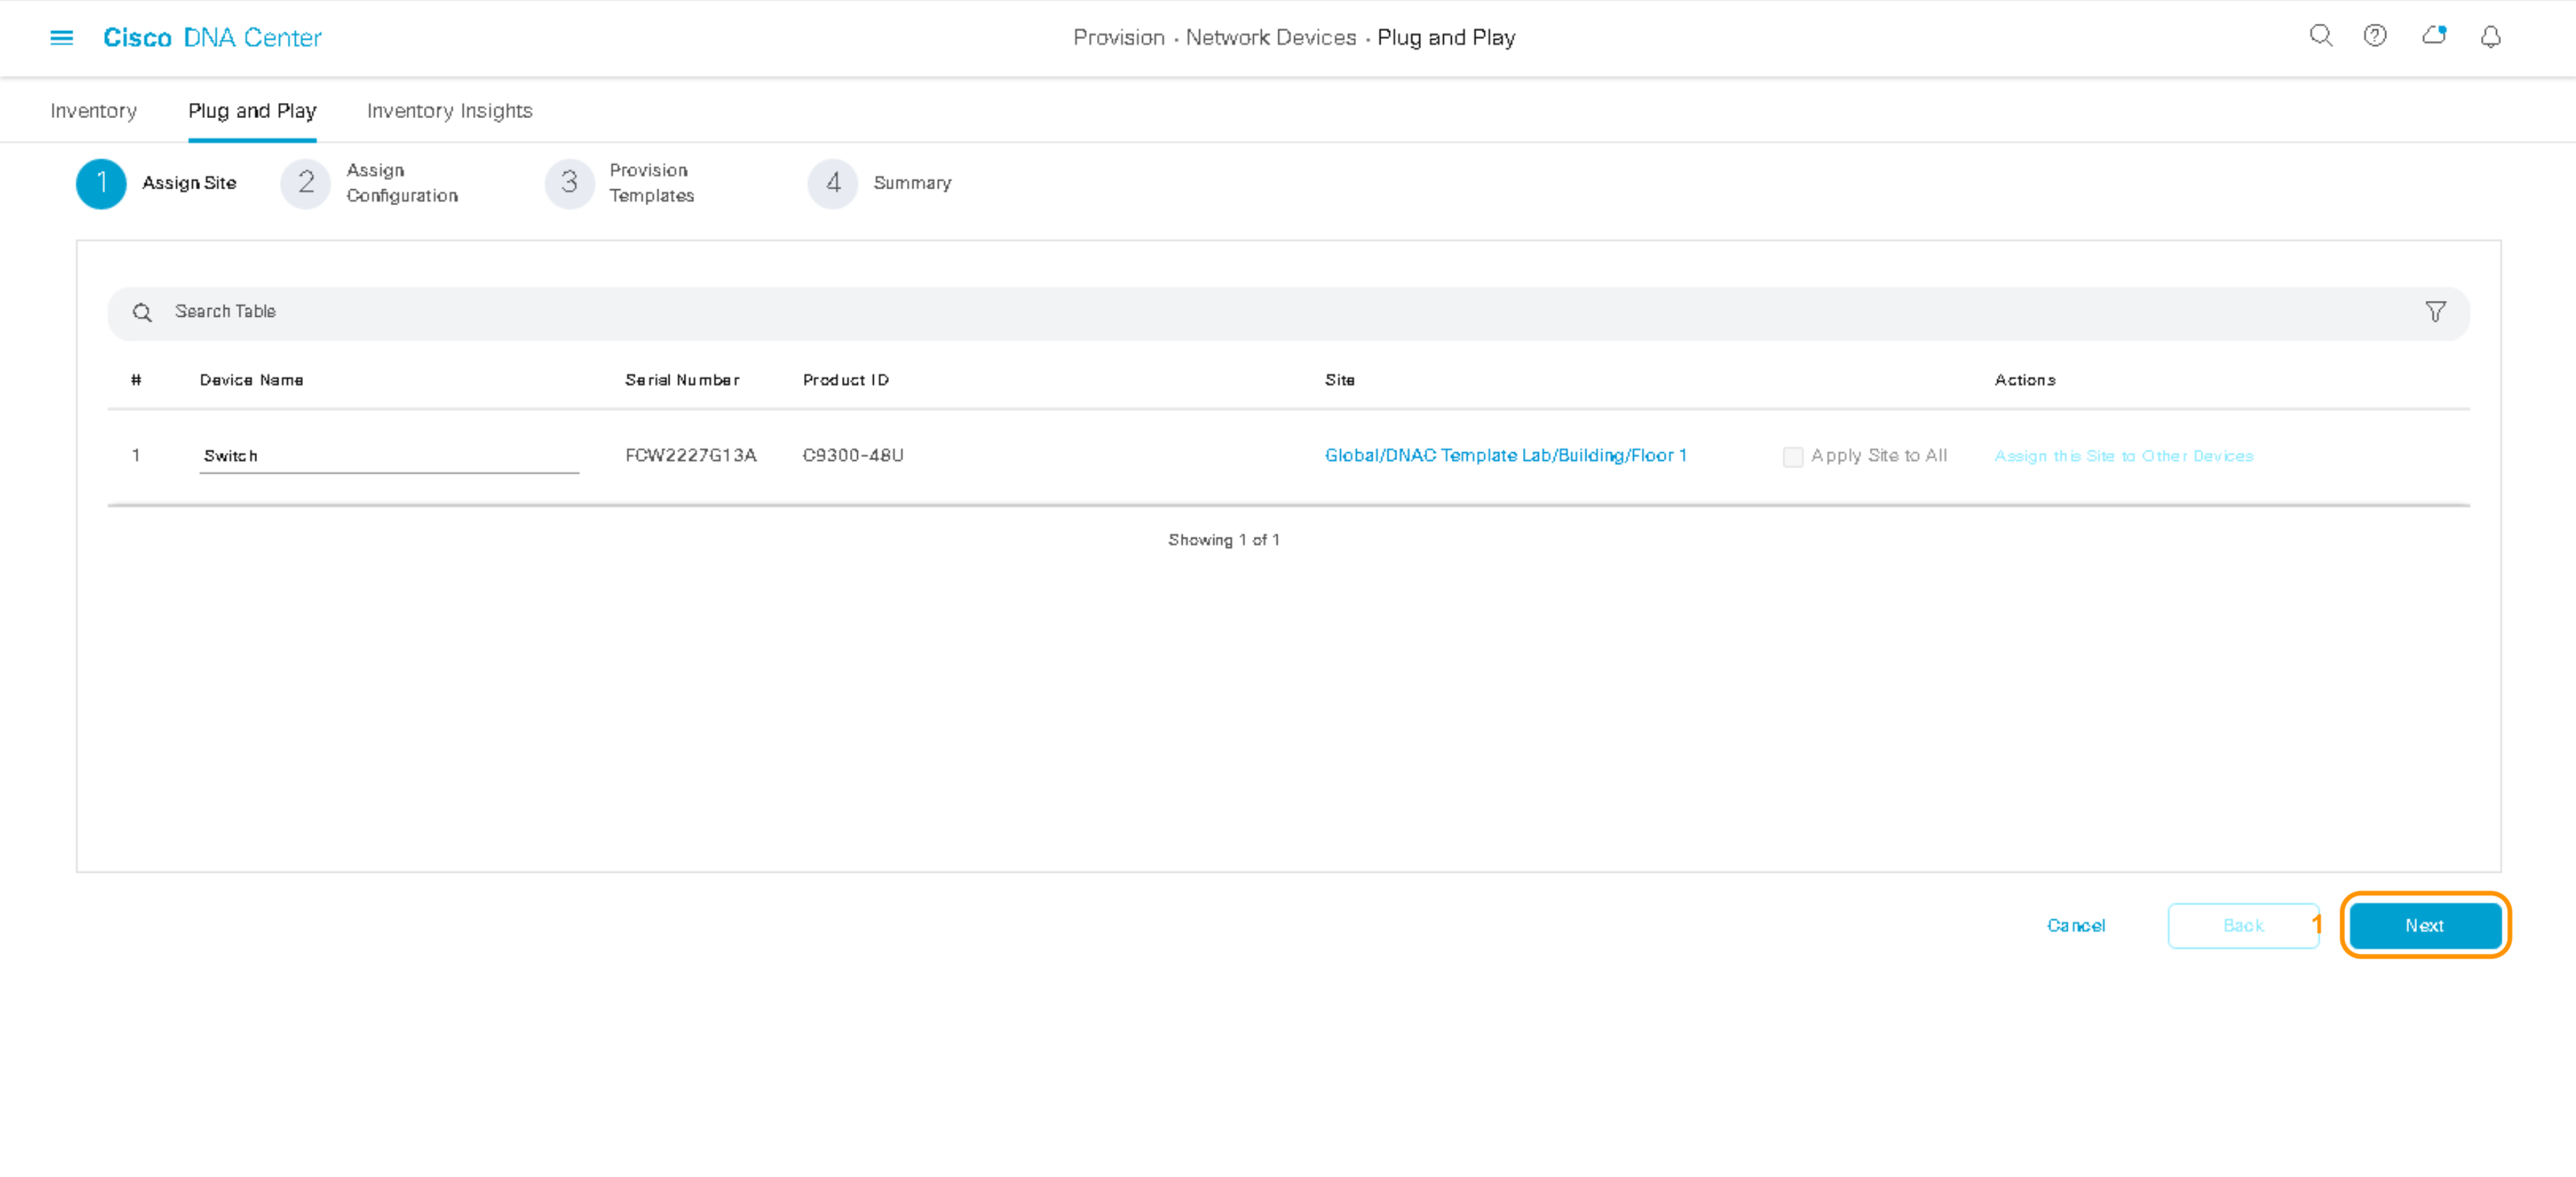 Cisco DNA Center
Provision · Network Devices · Plug and Play
Inventory Plug and Play Inventory Insights
1 Assign Site 2 Assign Configuration 3 Provision Templates 4 Summary
Search Table
# Device Name Serial Number Product ID Site Actions
1 Switch FCW2227G13A C9300-48U Global/DNAC Template Lab/Building/Floor 1 Apply Site to All Assign this Site to Other Devices
Showing 1 of 1
Cancel Back 1 Next